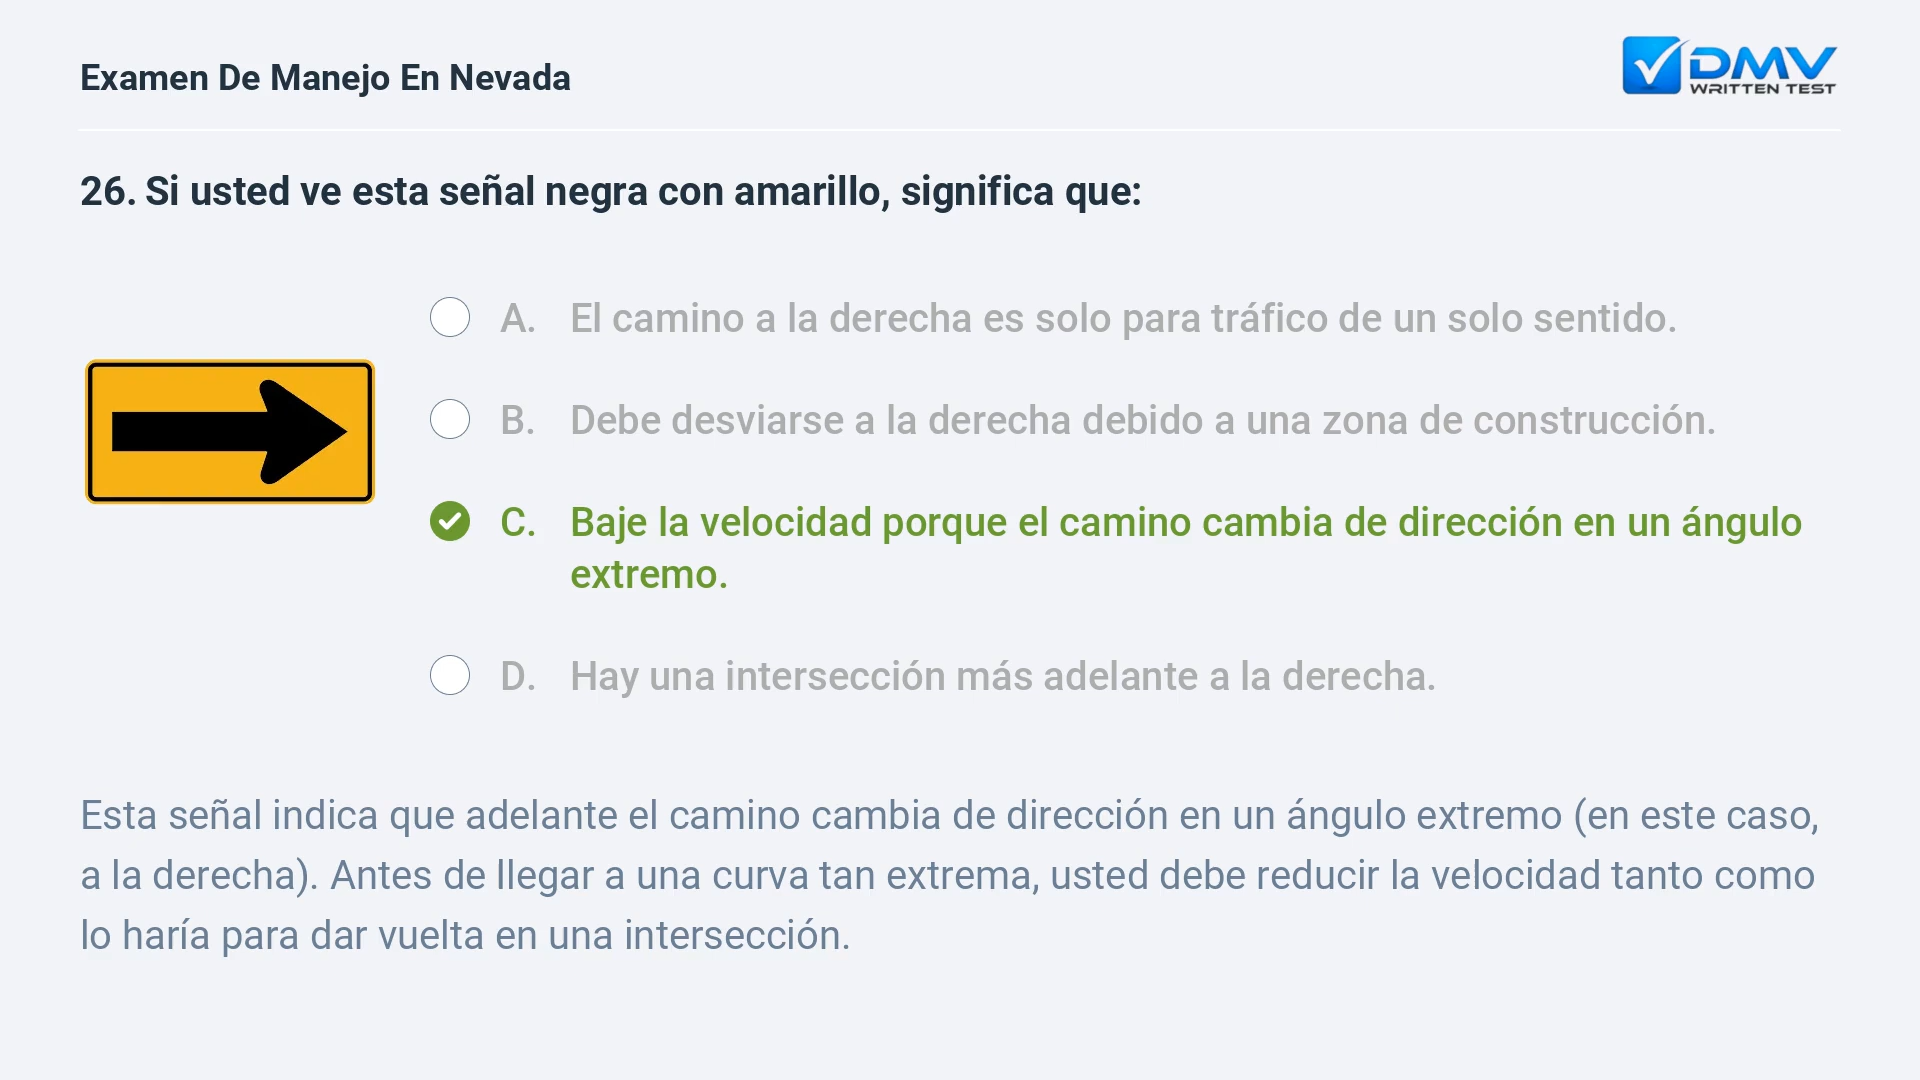 Examen De Manejo En Nevada
DMV
WRITTEN TEST
26. Si usted ve esta señal negra con amarillo, significa que:
A. El camino a la derecha es solo para tráfico de un solo sentido.
B. Debe desviarse a la derecha debido a una zona de construcción.
C. Baje la velocidad porque el camino cambia de dirección en un ángulo
extremo.
D. Hay una intersección más adelante a la derecha.
Esta señal indica que adelante el camino cambia de dirección en un ángulo extremo (en este caso,
a la derecha). Antes de llegar a una curva tan extrema, usted debe reducir la velocidad tanto como
lo haría para dar vuelta en una intersección.